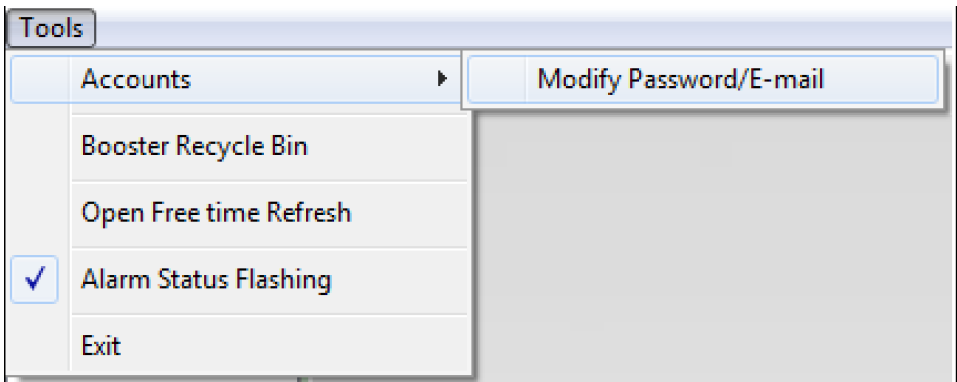 Tools
Accounts
Modify Password/E-mail
Booster Recycle Bin
Open Free time Refresh
Alarm Status Flashing
Exit